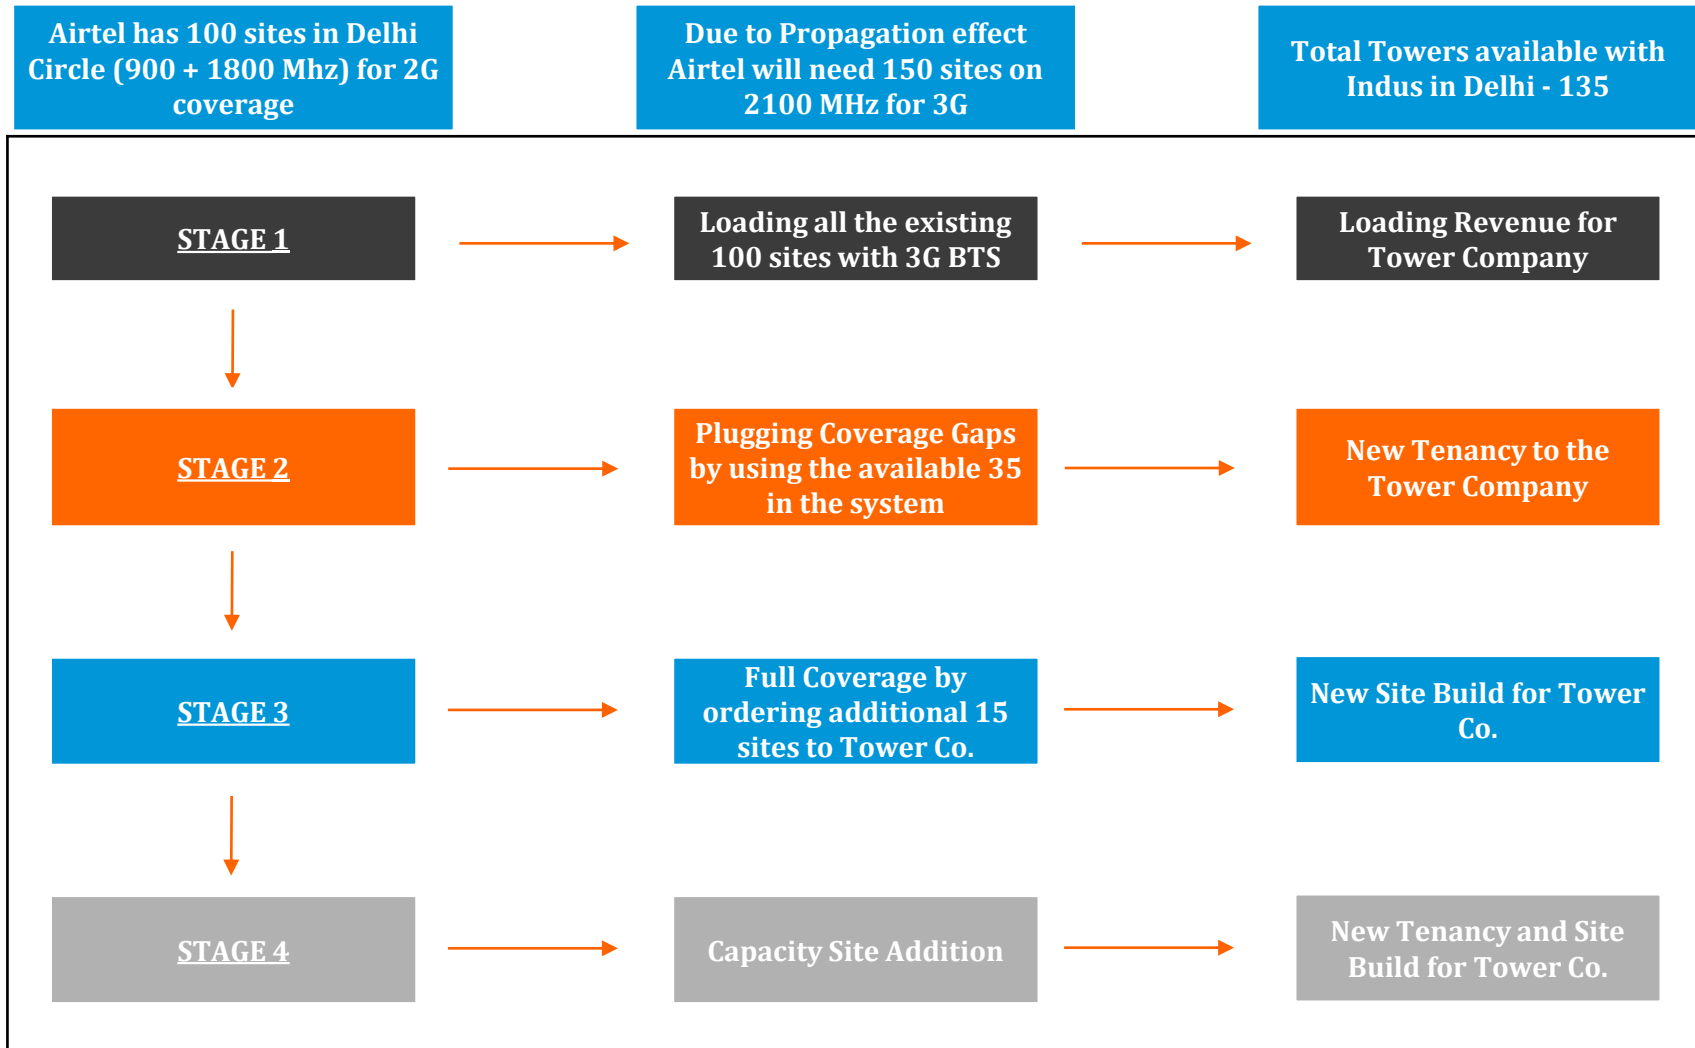 Airtel has 100 sites in Delhi
Circle (900 + 1800 Mhz) for 2G
coverage
Due to Propagation effect
Airtel will need 150 sites on
2100 MHz for 3G
Total Towers available with
Indus in Delhi - 135
STAGE 1
Loading all the existing
100 sites with 3G BTS
Loading Revenue for
Tower Company
STAGE 2
Plugging Coverage Gaps
by using the available 35
in the system
New Tenancy to the
Tower Company
STAGE 3
Full Coverage by
ordering additional 15
sites to Tower Co.
New Site Build for Tower
Co.
STAGE 4
Capacity Site Addition
New Tenancy and Site
Build for Tower Co.